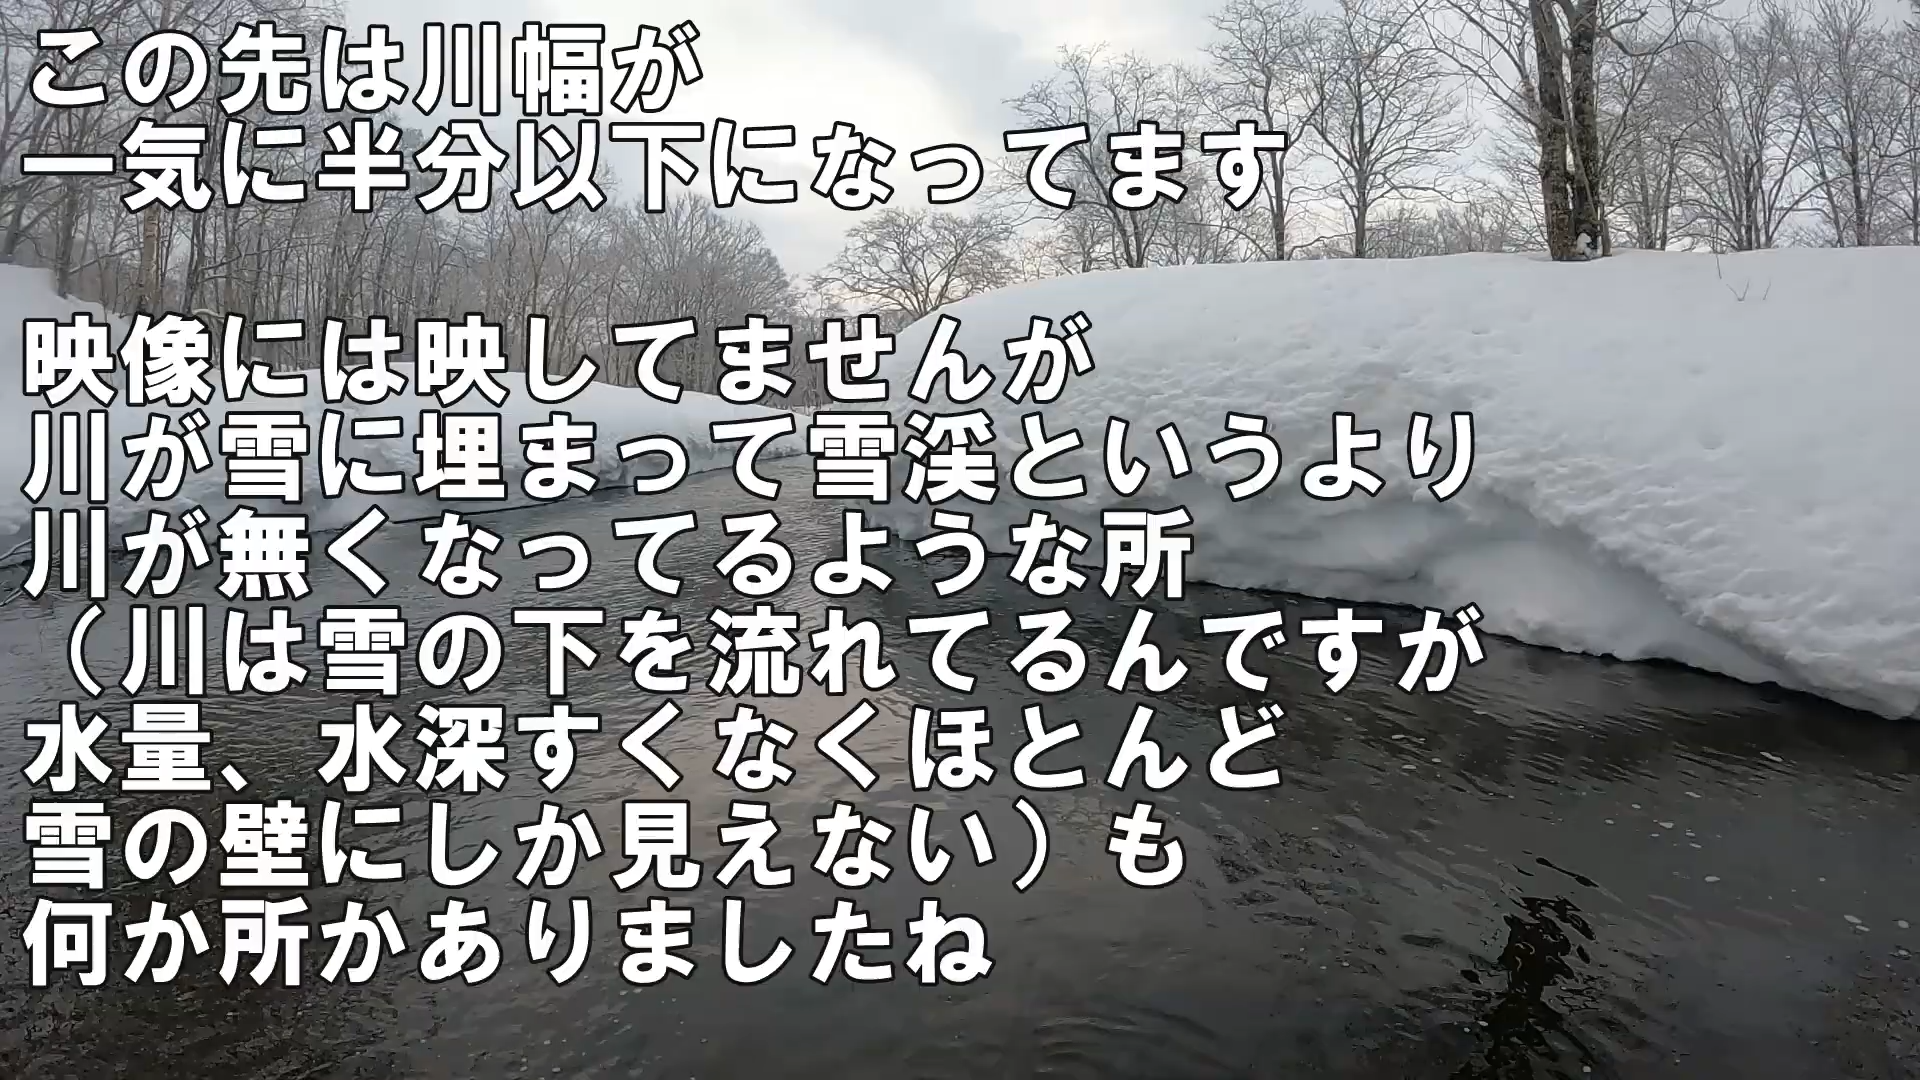 この先は川幅が
一気に半分以下になってます
映像には映してませんが
川が雪に埋まって雪渓というより
川が無くなってるような所
（川は雪の下を流れてるんですが
水量、水深すくなくほとんど
雪の壁にしか見えない）も
何か所かありましたね